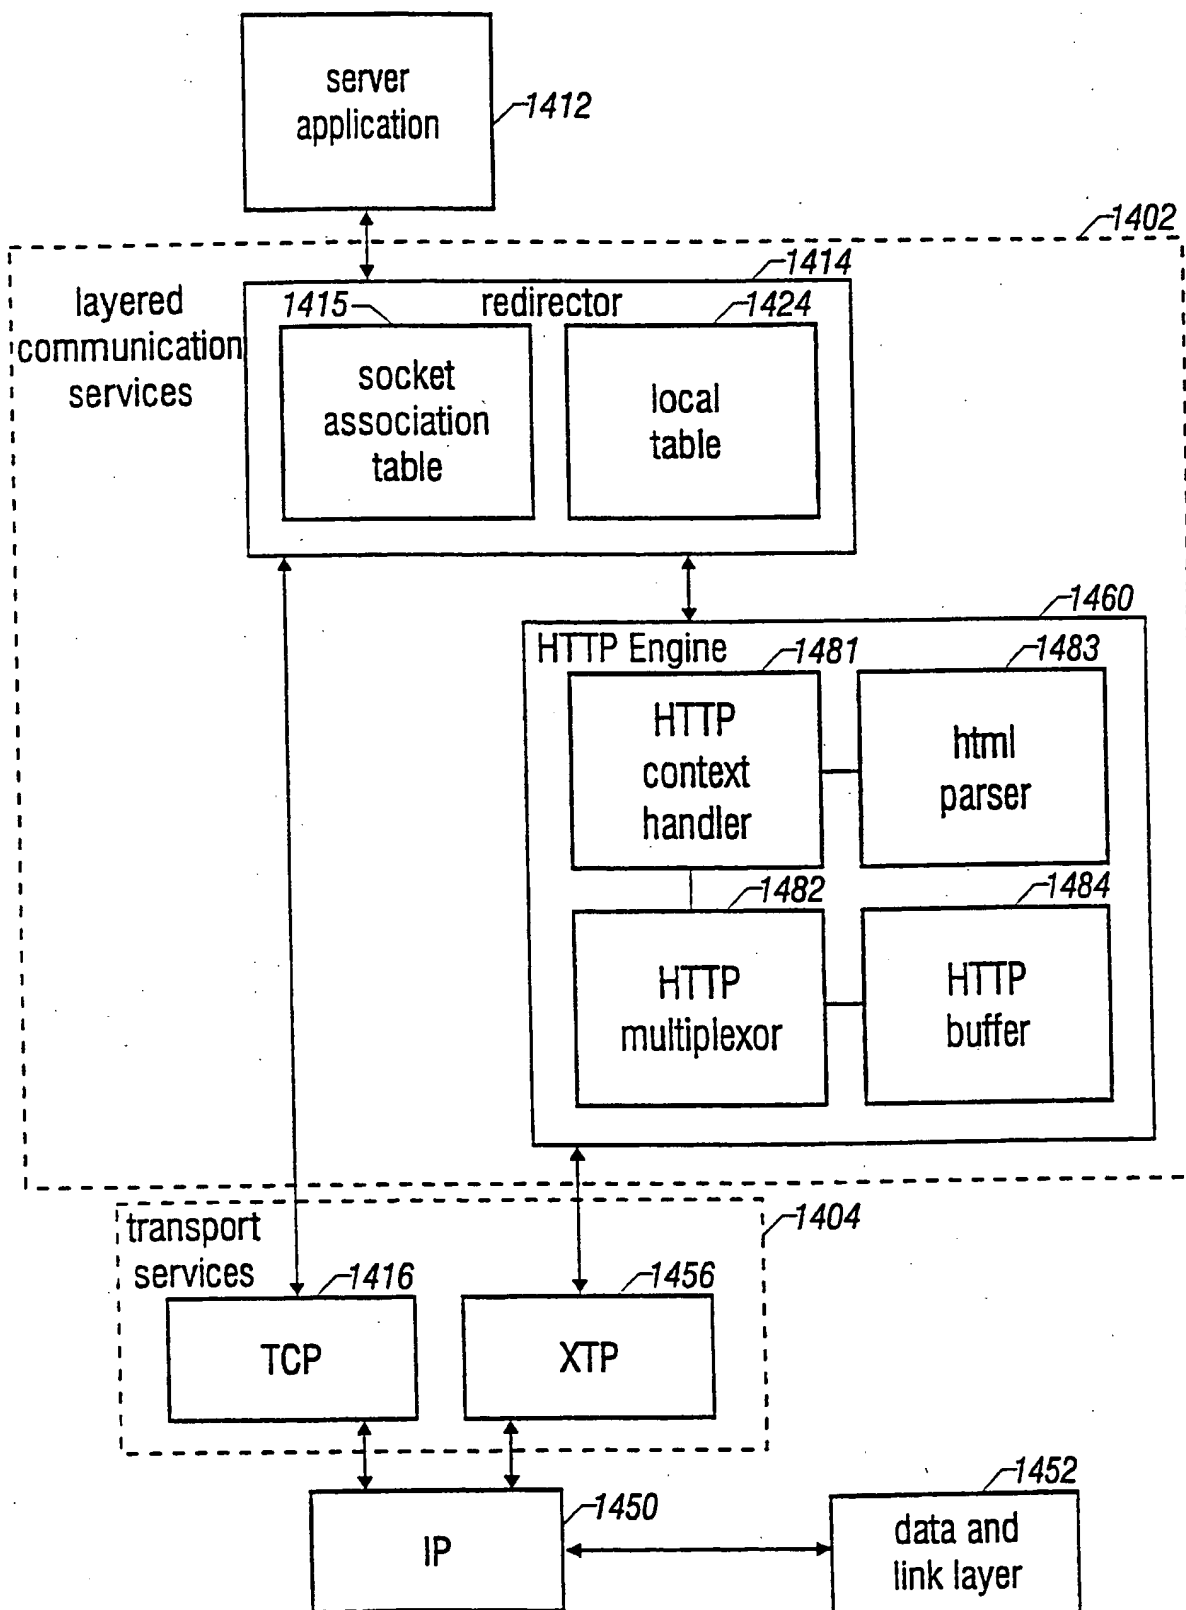 server
application
1412
1402
layered
communication
services
1414
redirector
1415
1424
socket
association
table
local
table
1460
HTTP Engine
1481
1483
HTTP
context
handler
html
parser
1482
1484
HTTP
multiplexor
HTTP
buffer
transport
services
1404
1416
1456
TCP
XTP
1450
1452
IP
data and
link layer